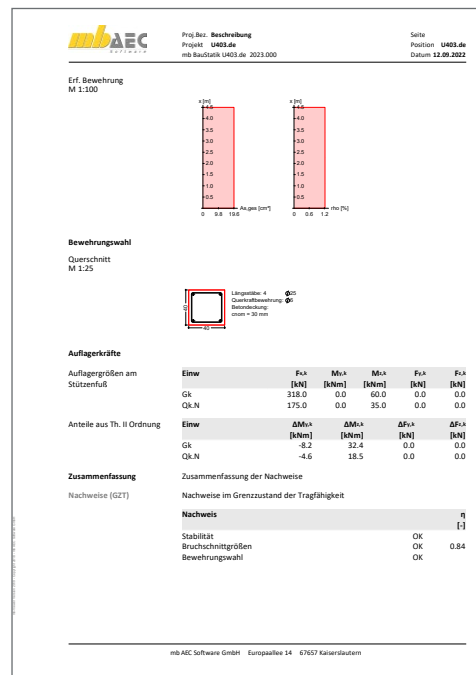 mb AEC
Software
Proj.Bez. Beschreibung
Projekt U403.de
mb BauStatik U403.de 2023.000
Seite
Position U403.de
Datum 12.09.2022
Erf. Bewehrung
M 1:100
x [m]
4.5
4.0
3.5
3.0
2.5
2.0
1.5
1.0
0.5
As,ges [cm²]
0 9.8 19.6
x [m]
4.5
4.0
3.5
3.0
2.5
2.0
1.5
1.0
0.5
rho [%]
0 0.6 1.2
Bewehrungswahl
Querschnitt
M 1:25
40
40
Längsstäbe: 4 ϕ25
Querkraftbewehrung: ϕ6
Betondeckung:
cnom = 30 mm
Auflagerkräfte
Auflagergrößen am
Stützenfuß
Einw Fx,k My,k Mz,k Fy,k Fz,k
[kN] [kNm] [kNm] [kN] [kN]
Gk 318.0 0.0 60.0 0.0 0.0
Qk.N 175.0 0.0 35.0 0.0 0.0
Anteile aus Th. II Ordnung
Einw ΔMy,k ΔMz,k ΔFy,k ΔFz,k
[kNm] [kNm] [kN] [kN]
Gk -8.2 32.4 0.0 0.0
Qk.N -4.6 18.5 0.0 0.0
Zusammenfassung Zusammenfassung der Nachweise
Nachweise (GZT) Nachweise im Grenzzustand der Tragfähigkeit
Nachweis η
[-]
Stabilität OK
Bruchschnittgrößen OK 0.84
Bewehrungswahl OK
mb AEC Software GmbH Europaallee 14 67657 Kaiserslautern